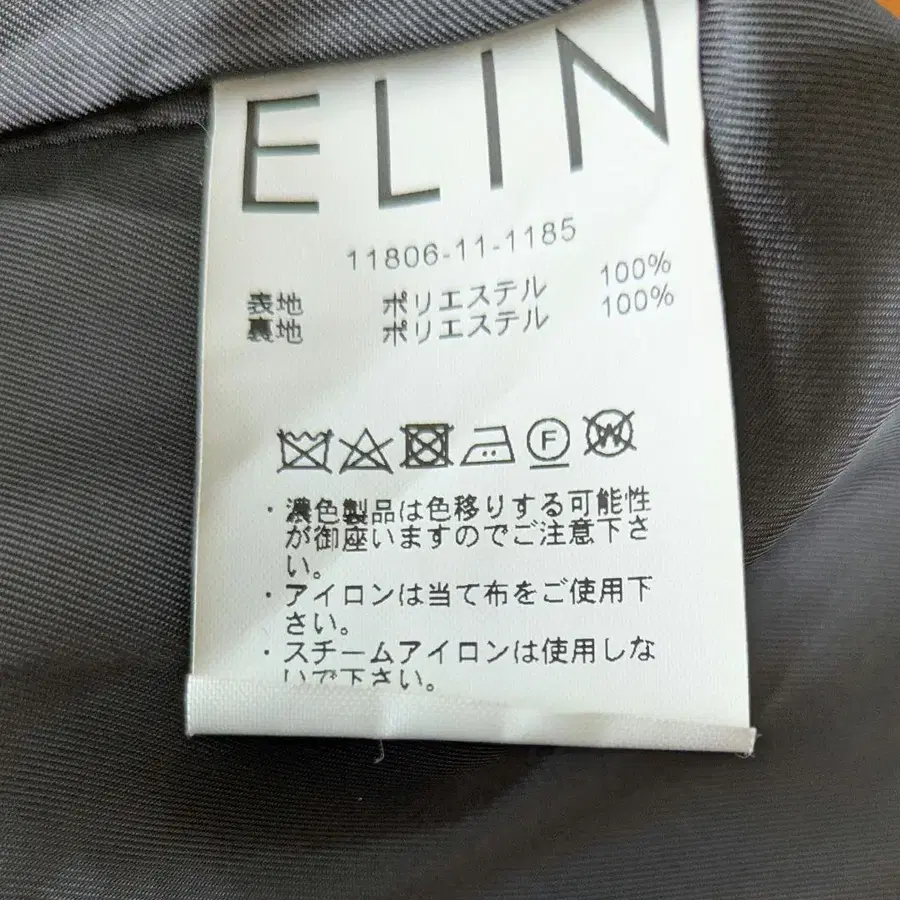 ELIN
11806-11-1185
表地 ポリエステル 100%
裏地 ポリエステル 100%
F W
・濃色製品は色移りする可能性
が御座いますのでご注意下さ
い。
・アイロンは当て布をご使用下
さい。
・スチームアイロンは使用しな
いで下さい。